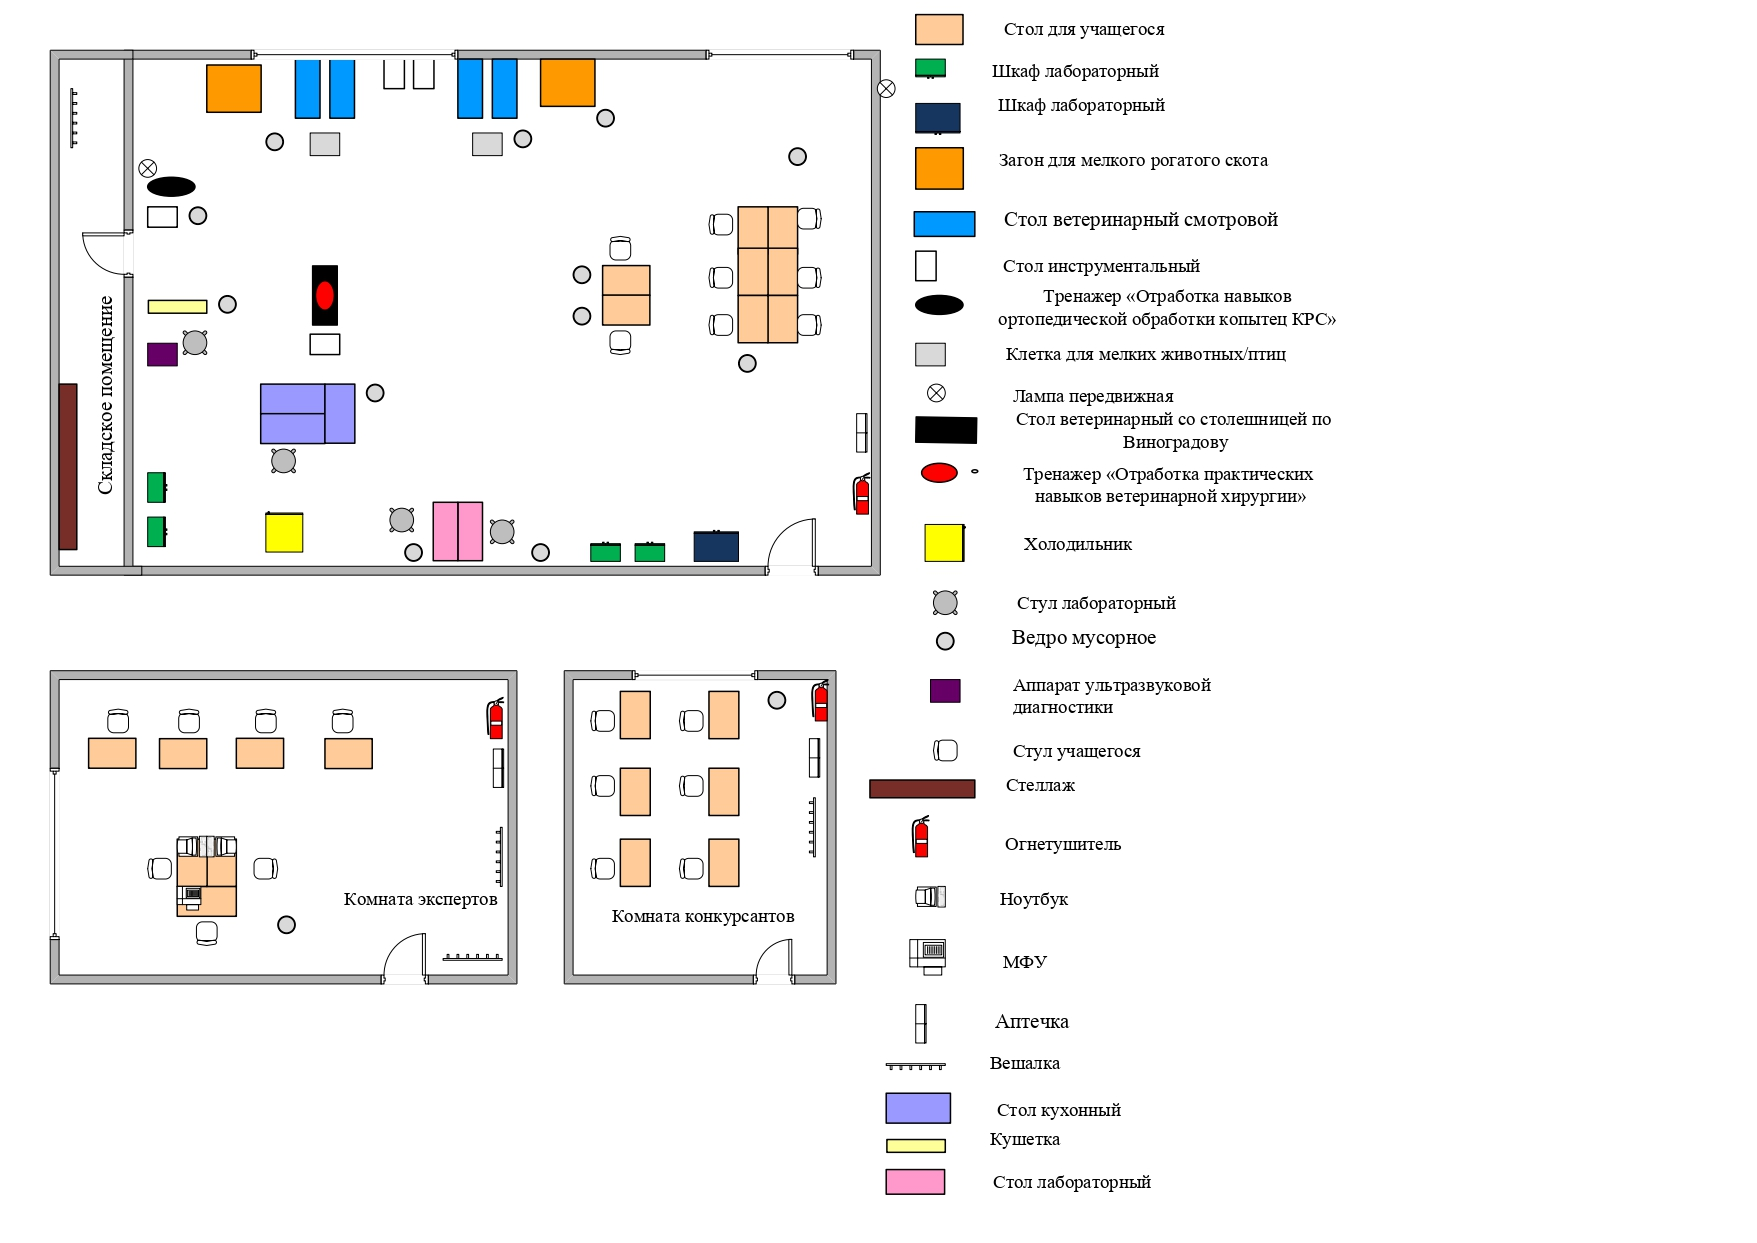 Складское помещение
Комната экспертов
Комната конкурсантов
Стол для учащегося
Шкаф лабораторный
Шкаф лабораторный
Загон для мелкого рогатого скота
Стол ветеринарный смотровой
Стол инструментальный
Тренажер «Отработка навыков
ортопедической обработки копытец КРС»
Клетка для мелких животных/птиц
Лампа передвижная
Стол ветеринарный со столешницей по
Виноградову
Тренажер «Отработка практических
навыков ветеринарной хирургии»
Холодильник
Стул лабораторный
Ведро мусорное
Аппарат ультразвуковой
диагностики
Стул учащегося
Стеллаж
Огнетушитель
Ноутбук
МФУ
Аптечка
Вешалка
Стол кухонный
Кушетка
Стол лабораторный